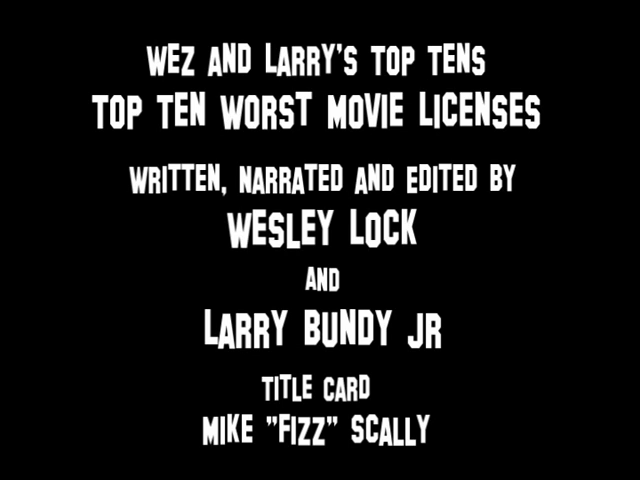 WEZ AND LARRY'S TOP TENS
TOP TEN WORST MOVIE LICENSES
WRITTEN, NARRATED AND EDITED BY
WESLEY LOCK
AND
LARRY BUNDY JR
TITLE CARD
MIKE "FIZZ" SCALLY